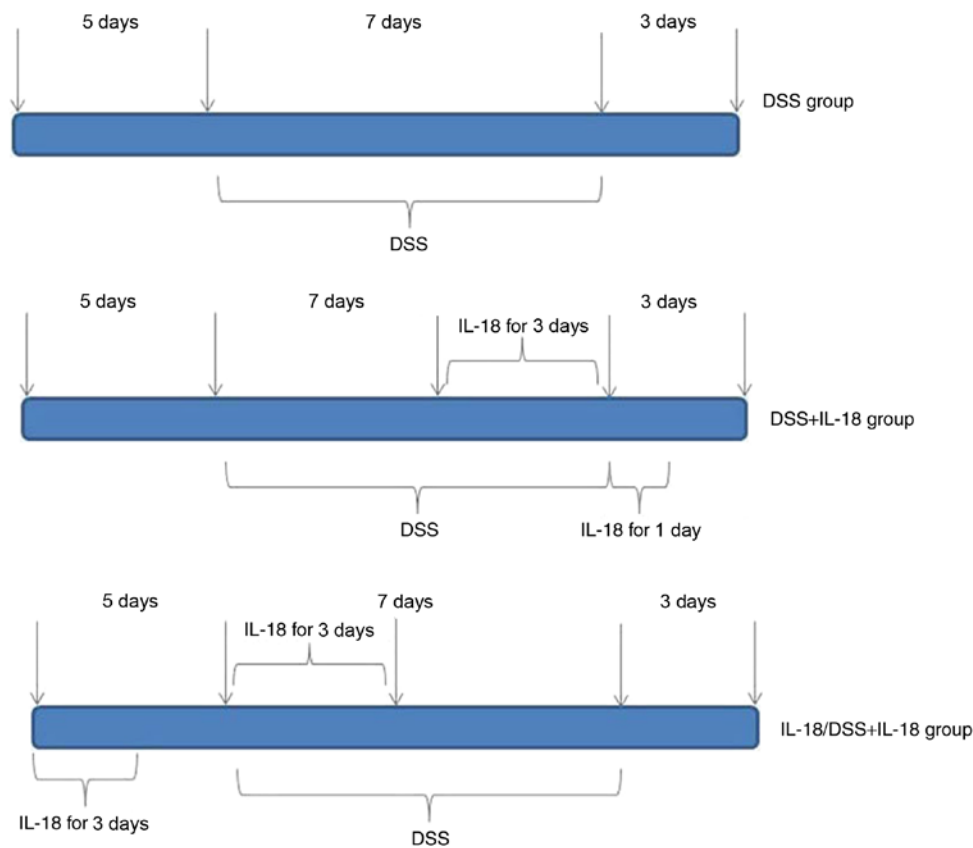 5 days
7 days
3 days
DSS group
DSS
5 days
7 days
3 days
IL-18 for 3 days
DSS+IL-18 group
DSS
IL-18 for 1 day
5 days
7 days
3 days
IL-18 for 3 days
IL-18/DSS+IL-18 group
IL-18 for 3 days
DSS